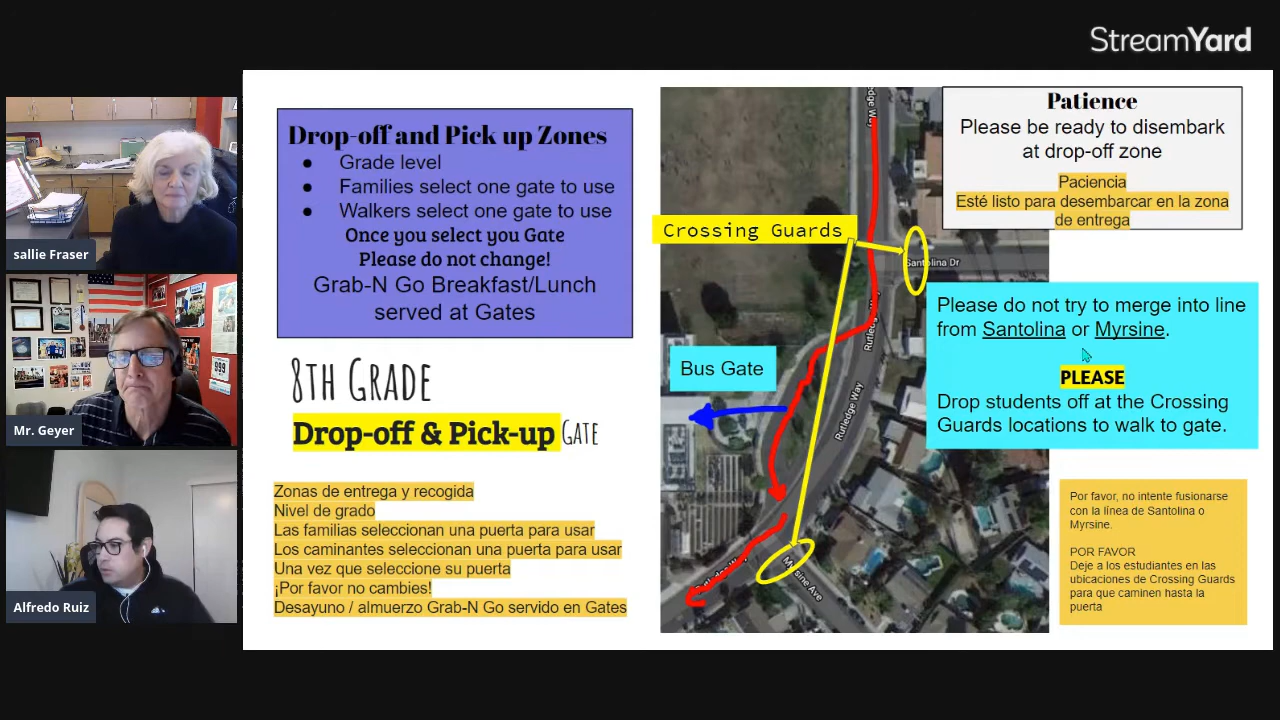 StreamYard
sallie Fraser
Mr. Geyer
999
Alfredo Ruiz
Drop-off and Pick up Zones
● Grade level
● Families select one gate to use
● Walkers select one gate to use
Once you select you Gate
Please do not change!
Grab-N Go Breakfast/Lunch
served at Gates
8TH GRADE
Drop-off & Pick-up GATE
Zonas de entrega y recogida
Nivel de grado
Las familias seleccionan una puerta para usar
Los caminantes seleccionan una puerta para usar
Una vez que seleccione su puerta
¡Por favor no cambies!
Desayuno / almuerzo Grab-N Go servido en Gates
Crossing Guards
Santolina Dr
Rutledge Way
Bus Gate
Rutledge Way
Myrsine Ave
Patience
Please be ready to disembark
at drop-off zone
Paciencia
Esté listo para desembarcar en la zona
de entrega
Please do not try to merge into line
from Santolina or Myrsine.
PLEASE
Drop students off at the Crossing
Guards locations to walk to gate.
Por favor, no intente fusionarse
con la línea de Santolina o
Myrsine.
POR FAVOR
Deje a los estudiantes en las
ubicaciones de Crossing Guards
para que caminen hasta la
puerta